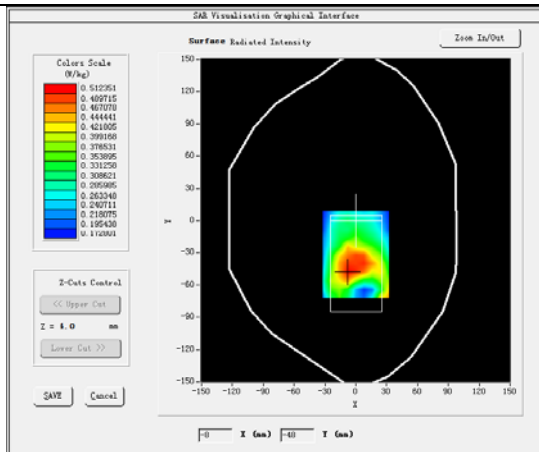 SAR Visualisation Graphical Interface
Surface Radiated Intensity
Zoom In/Out
Colors Scale
(W/kg)
0.512351
0.489715
0.467078
0.444441
0.421805
0.399168
0.376531
0.353895
0.331258
0.308621
0.285985
0.263348
0.240711
0.218075
0.195438
0.172801
150
120
90
60
30
0
-30
-60
-90
-120
-150
Y
-150 -120 -90 -60 -30 0 30 60 90 120 150
X
Z-Cuts Control
<< Upper Cut
Z = 4.0 mm
Lower Cut >>
SAVE Cancel
-8 X (mm) -48 Y (mm)